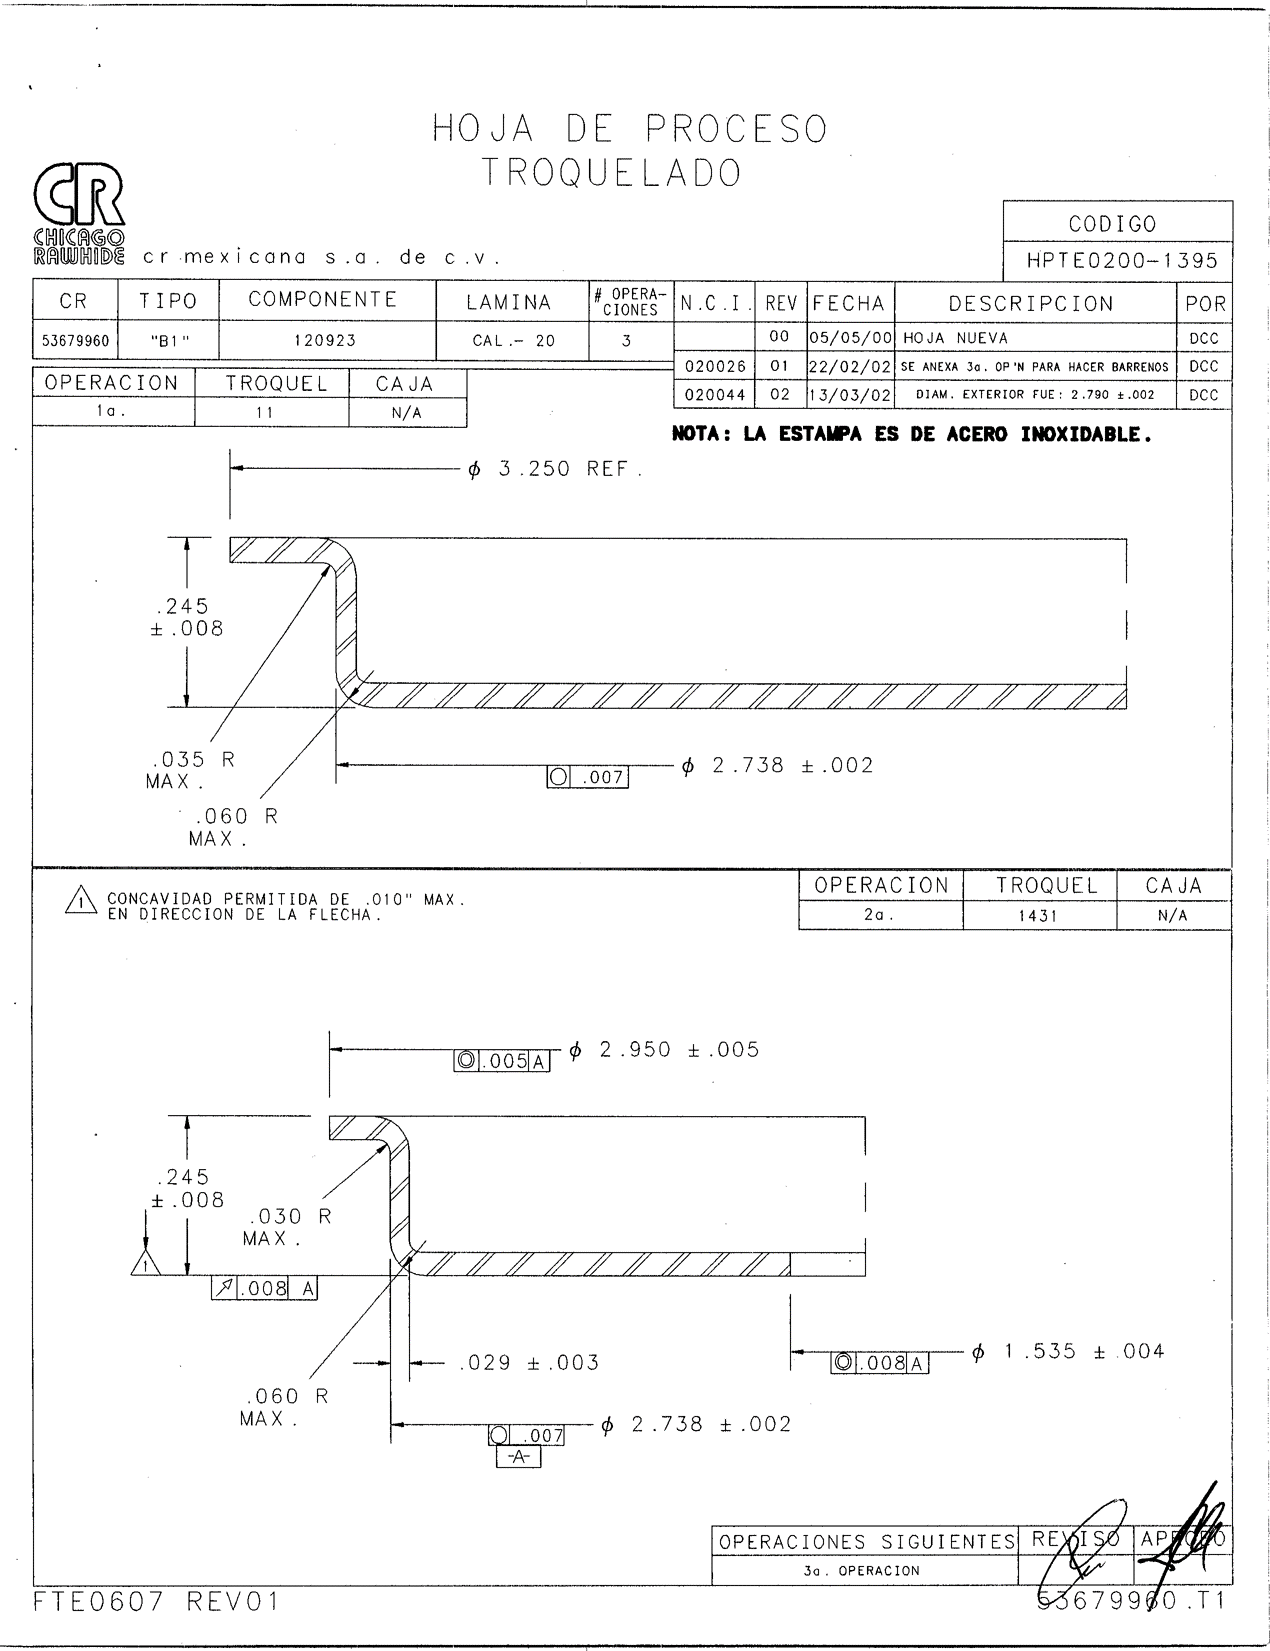 HOJA DE PROCESO
TROQUELADO
CR
CHICAGO
RAWHIDE
cr mexicana s.a. de c.v.
CODIGO
HPTE0200-1395
CR TIPO COMPONENTE LAMINA # OPERA-CIONES
53679960 "B1" 120923 CAL.- 20 3
N.C.I. REV FECHA DESCRIPCION POR
00 05/05/00 HOJA NUEVA DCC
020026 01 22/02/02 SE ANEXA 3a. OP'N PARA HACER BARRENOS DCC
020044 02 13/03/02 DIAM. EXTERIOR FUE: 2.790 ±.002 DCC
OPERACION TROQUEL CAJA
1a. 11 N/A
NOTA: LA ESTAMPA ES DE ACERO INOXIDABLE.
ϕ 3.250 REF.
.245
±.008
.035 R
MAX.
.060 R
MAX.
○ .007
ϕ 2.738 ±.002
1 CONCAVIDAD PERMITIDA DE .010" MAX.
EN DIRECCION DE LA FLECHA.
OPERACION TROQUEL CAJA
2a. 1431 N/A
◎ .005 A
ϕ 2.950 ±.005
.245
±.008
.030 R
MAX.
1
↗ .008 A
.029 ±.003
◎ .008 A
ϕ 1.535 ±.004
.060 R
MAX.
○ .007
-A-
ϕ 2.738 ±.002
OPERACIONES SIGUIENTES REVISO APROBO
3a. OPERACION
FTE0607 REV01
53679960.T1